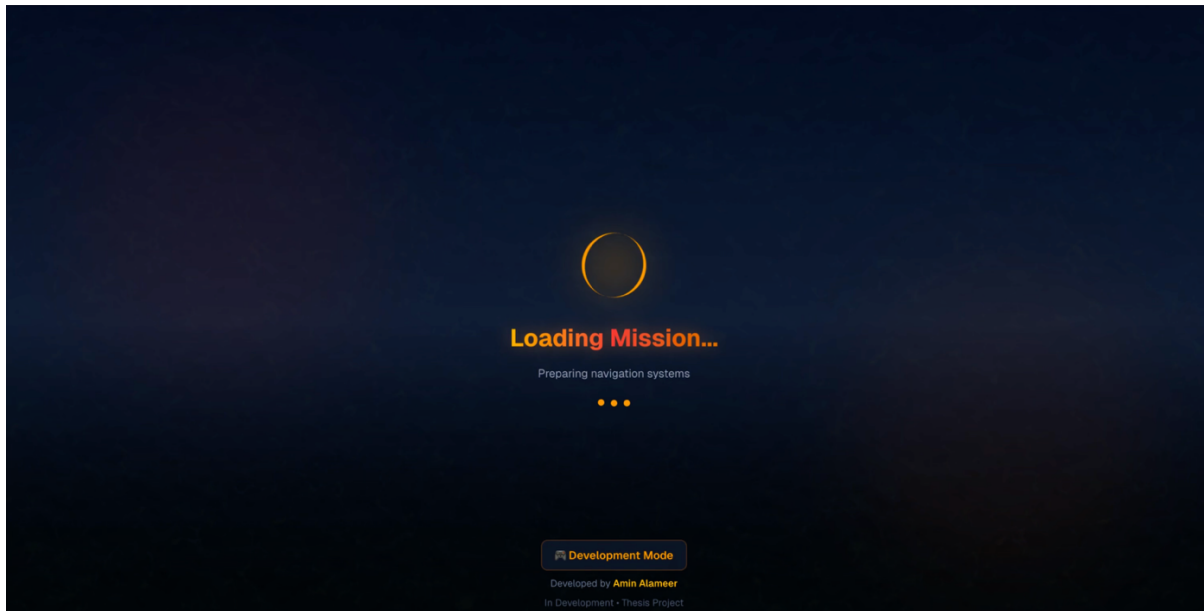 Loading Mission...
Preparing navigation systems
Development Mode
Developed by Amin Alameer
In Development • Thesis Project